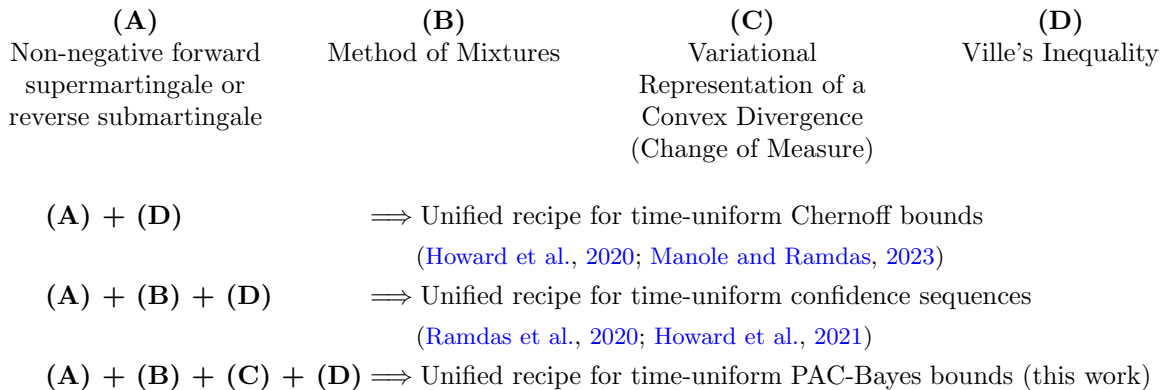 (A) (B) (C) (D)
Non-negative forward Method of Mixtures Variational Ville's Inequality
supermartingale or Representation of a
reverse submartingale Convex Divergence
(Change of Measure)
(A) + (D) ⟹ Unified recipe for time-uniform Chernoff bounds
(Howard et al., 2020; Manole and Ramdas, 2023)
(A) + (B) + (D) ⟹ Unified recipe for time-uniform confidence sequences
(Ramdas et al., 2020; Howard et al., 2021)
(A) + (B) + (C) + (D) ⟹ Unified recipe for time-uniform PAC-Bayes bounds (this work)